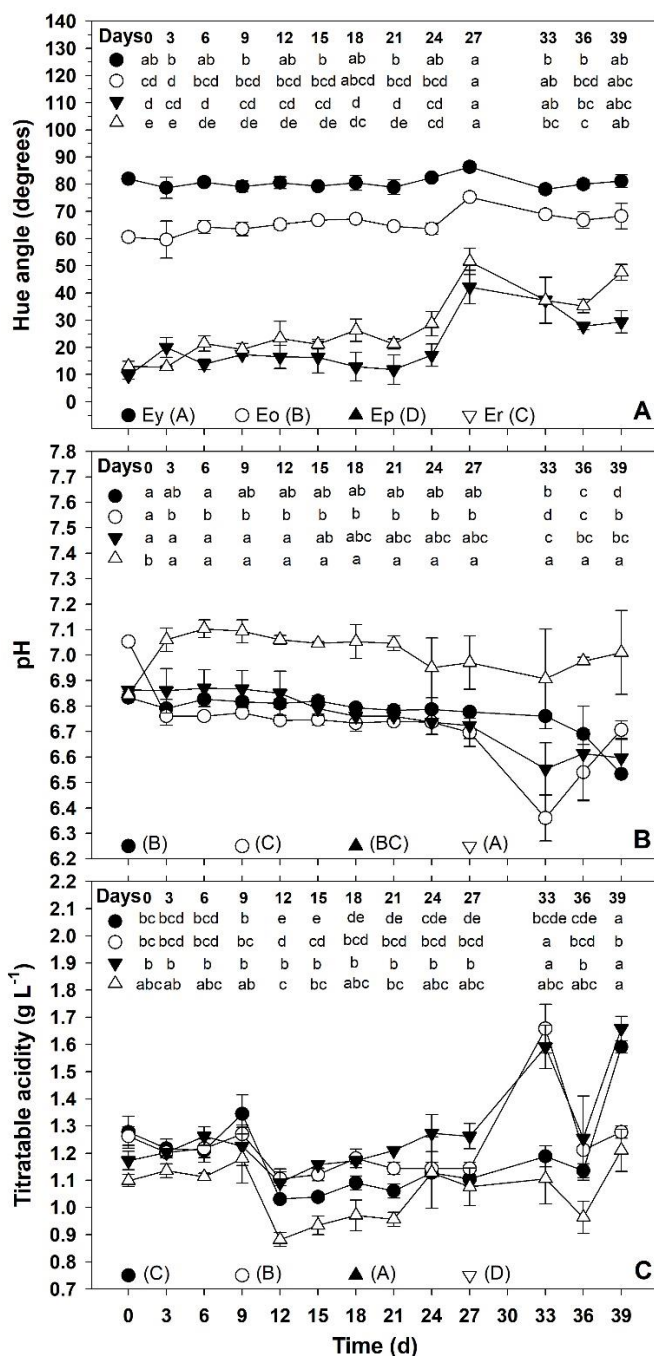 140
130
120
110
100
90
80
70
60
50
40
30
20
10
0
Hue angle (degrees)
Days 0 3 6 9 12 15 18 21 24 27 33 36 39
ab b ab b ab b ab b ab a b b ab
cd d bcd bcd bcd bcd abcd bcd bcd a ab abc abc
d cd d cd cd cd d d cd a ab bc abc
e e de de de de dc de cd a bc c ab
Ey (A) Eo (B) Ep (D) Er (C)
A
7.8
7.7
7.6
7.5
7.4
7.3
7.2
7.1
7.0
6.9
6.8
6.7
6.6
6.5
6.4
6.3
6.2
pH
Days 0 3 6 9 12 15 18 21 24 27 33 36 39
a ab a ab ab ab ab ab ab ab b c d
a b b b b b b b b b d c b
a a a a a ab abc abc abc abc c bc bc
b a a a a a a a a a a a a
(B) (C) (BC) (A)
B
2.2
2.1
2.0
1.9
1.8
1.7
1.6
1.5
1.4
1.3
1.2
1.1
1.0
0.9
0.8
0.7
Titratable acidity (g L-1)
Days 0 3 6 9 12 15 18 21 24 27 33 36 39
bc bcd bcd b e e de de cde de bcde cde a
bc bcd bcd bc d cd bcd bcd bcd bcd a bcd b
b b b b b b b b b b a b a
abc ab abc ab c bc abc bc abc abc abc abc a
(C) (B) (A) (D)
C
0 3 6 9 12 15 18 21 24 27 30 33 36 39
Time (d)